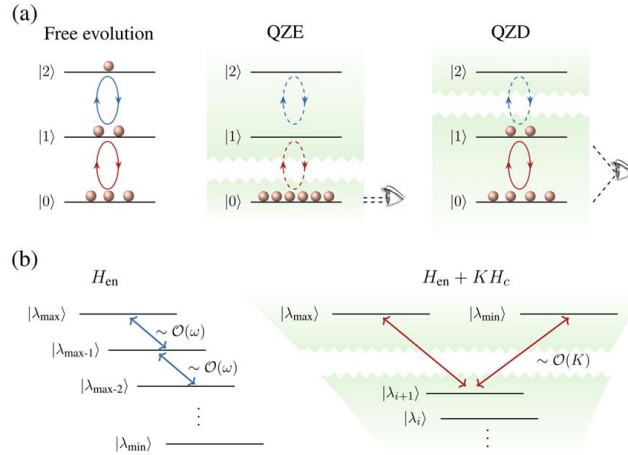 (a)
Free evolution QZE QZD
|2⟩ |2⟩ |2⟩
|1⟩ |1⟩ |1⟩
|0⟩ |0⟩ |0⟩
(b)
H_en H_en + KH_c
|λ_max⟩ |λ_max⟩ |λ_min⟩
∼ O(ω)
|λ_max-1⟩ ∼ O(K)
∼ O(ω)
|λ_max-2⟩ |λ_{i+1}⟩
|λ_i⟩
⋮ ⋮
|λ_min⟩